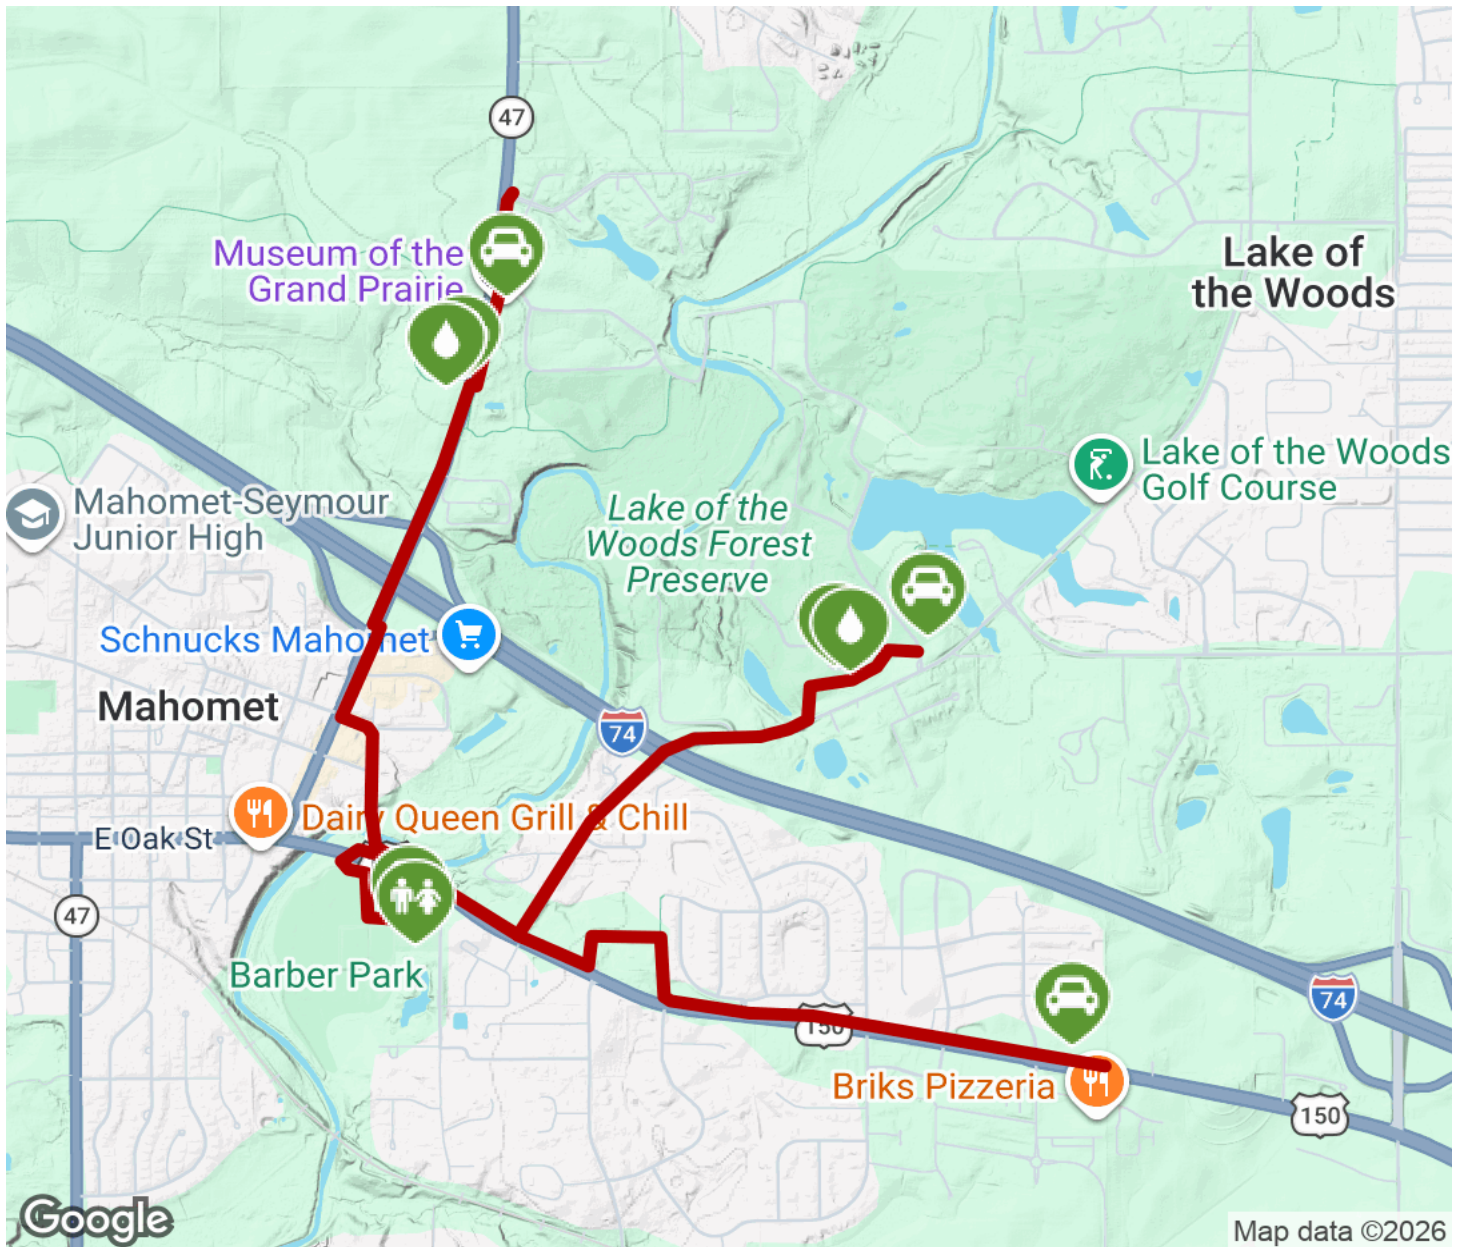 47
Museum of the
Grand Prairie
Lake of
the Woods
Lake of the Woods
Golf Course
Mahomet-Seymour
Junior High
Lake of the
Woods Forest
Preserve
Schnucks Mahomet
Mahomet
74
Dairy Queen Grill & Chill
E Oak St
47
Barber Park
74
150
Briks Pizzeria
150
Google
Map data ©2026